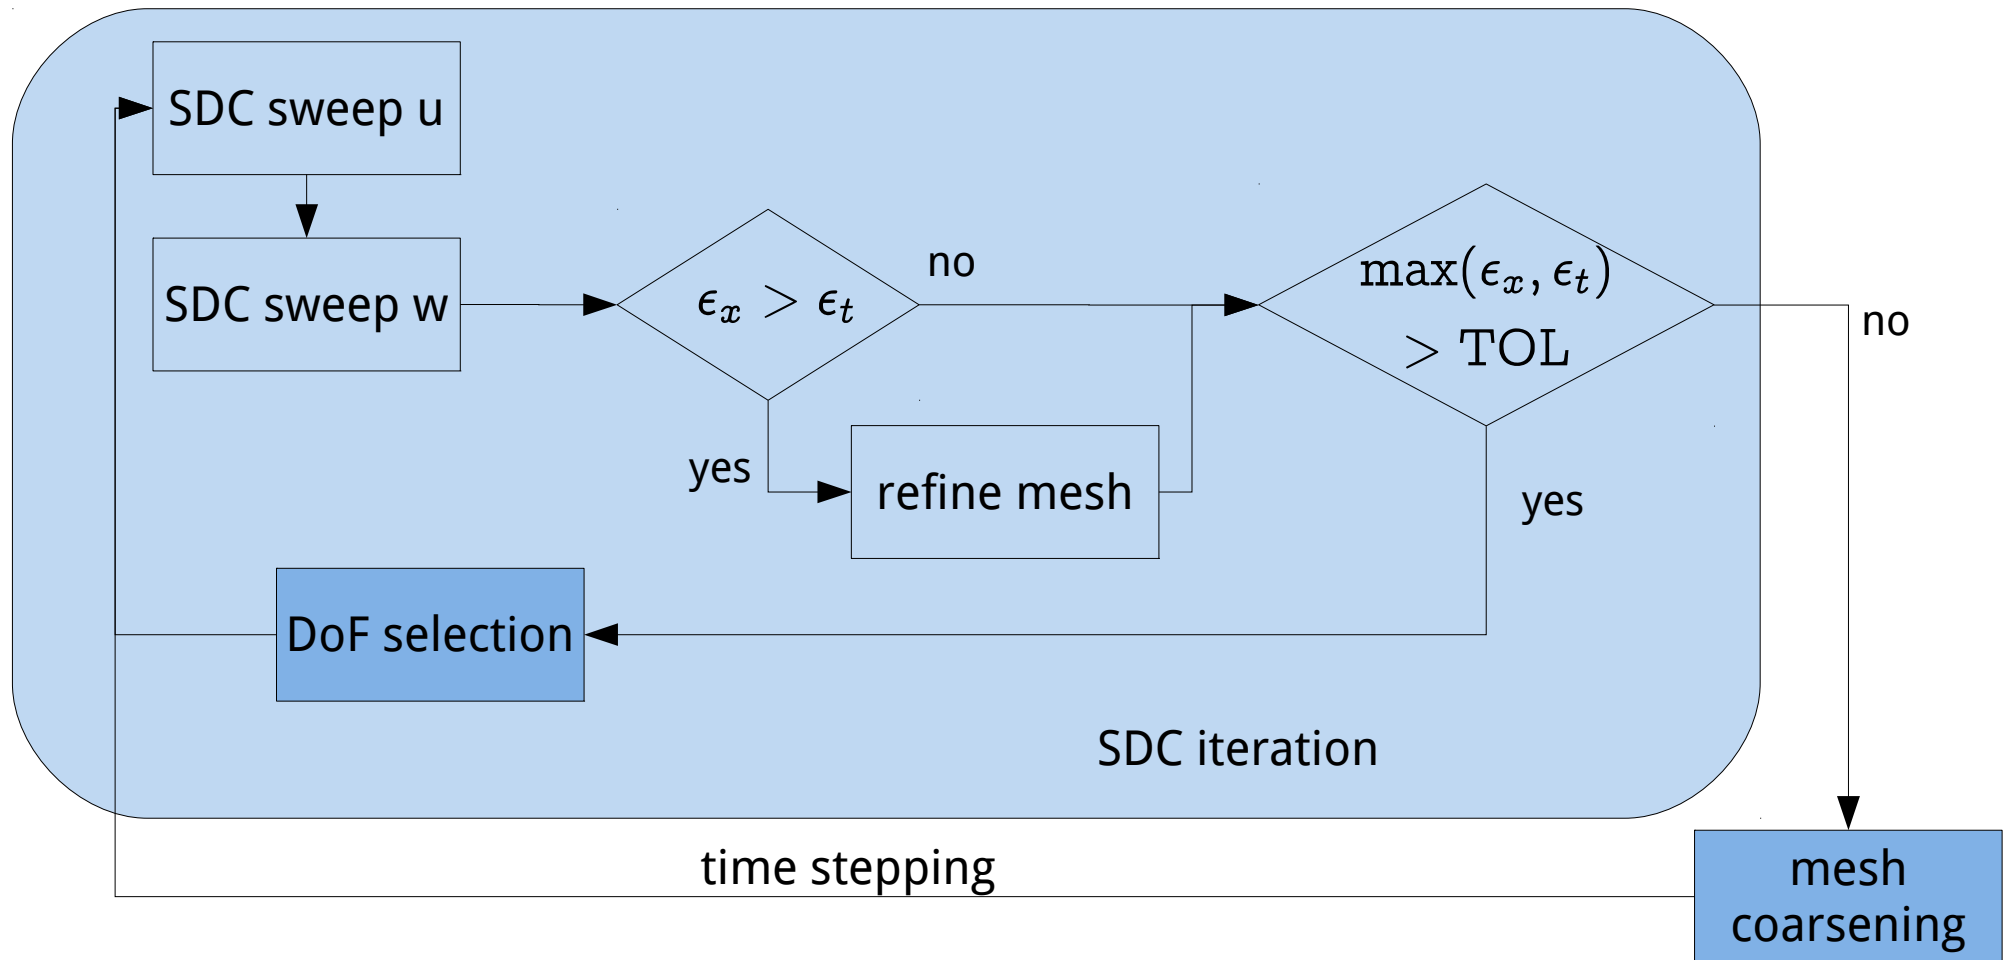 SDC sweep u
SDC sweep w
ϵx > ϵt
no
yes
refine mesh
max(ϵx, ϵt)
> TOL
no
yes
DoF selection
SDC iteration
time stepping
mesh
coarsening